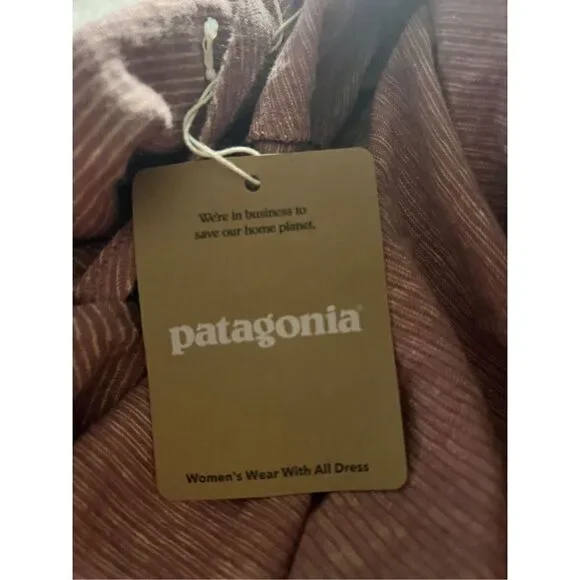 We're in business to
save our home planet.
patagonia®
Women's Wear With All Dress